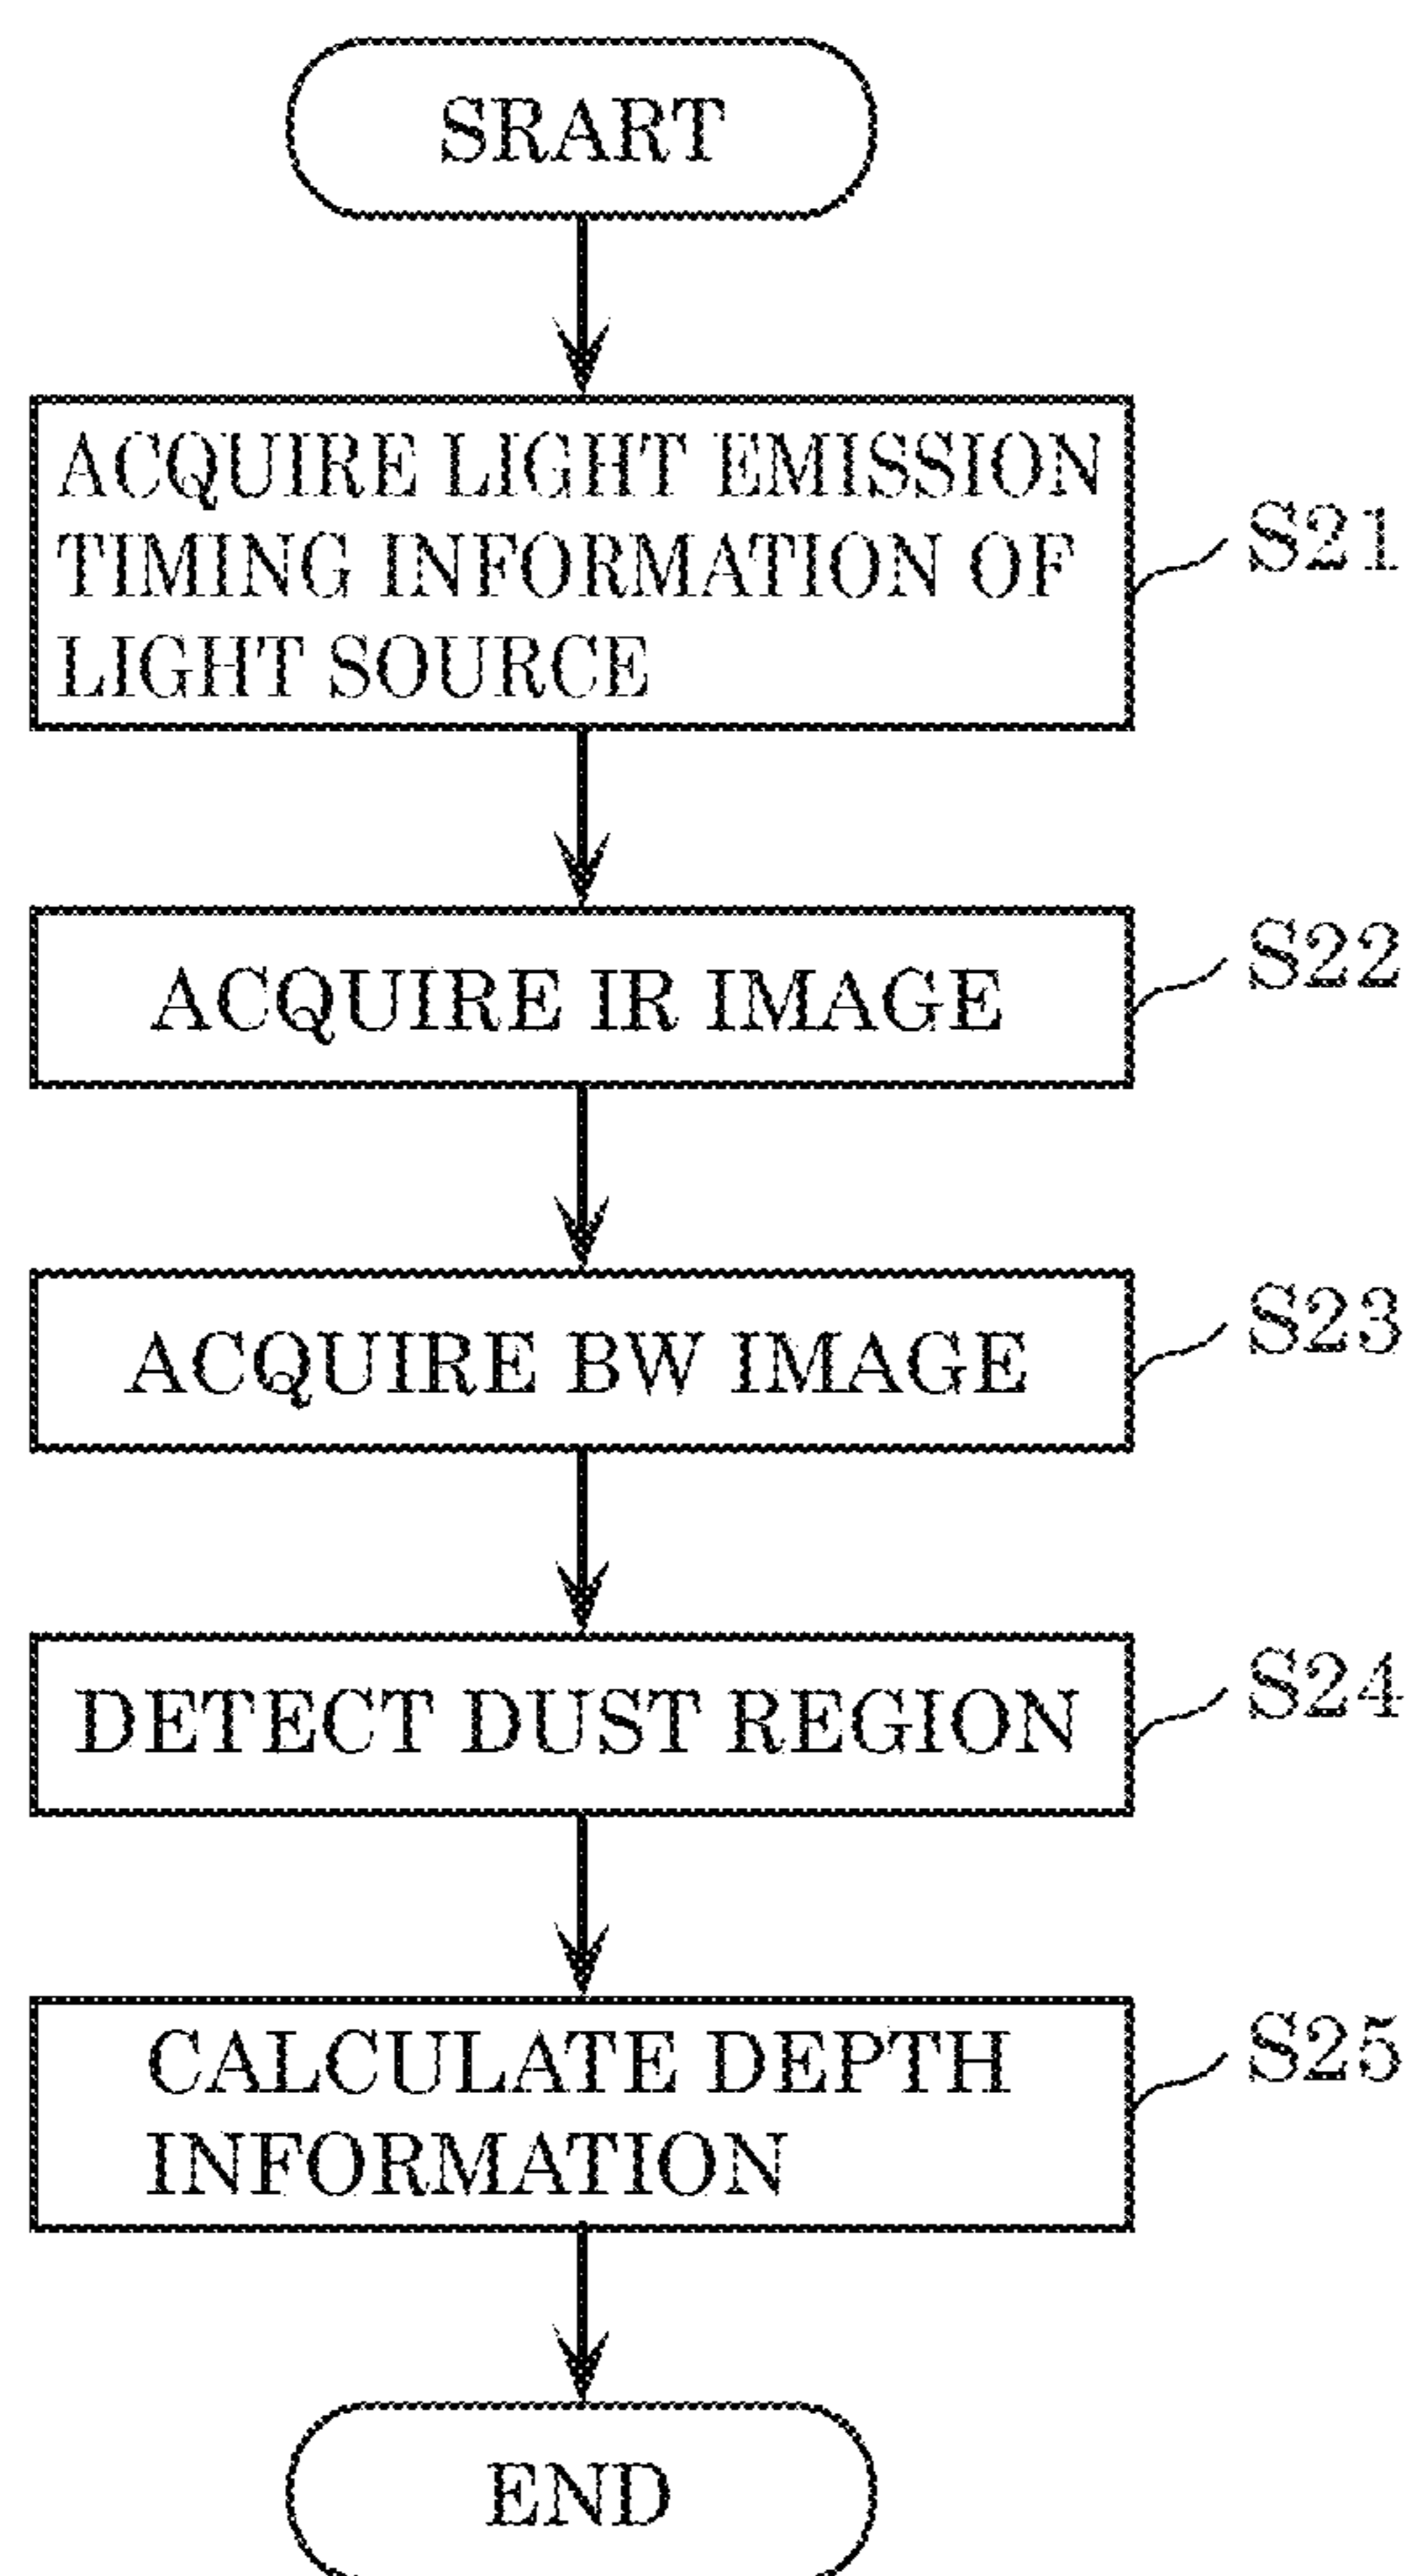 SRART
ACQUIRE LIGHT EMISSION
TIMING INFORMATION OF
LIGHT SOURCE
S21
ACQUIRE IR IMAGE
S22
ACQUIRE BW IMAGE
S23
DETECT DUST REGION
S24
CALCULATE DEPTH
INFORMATION
S25
END